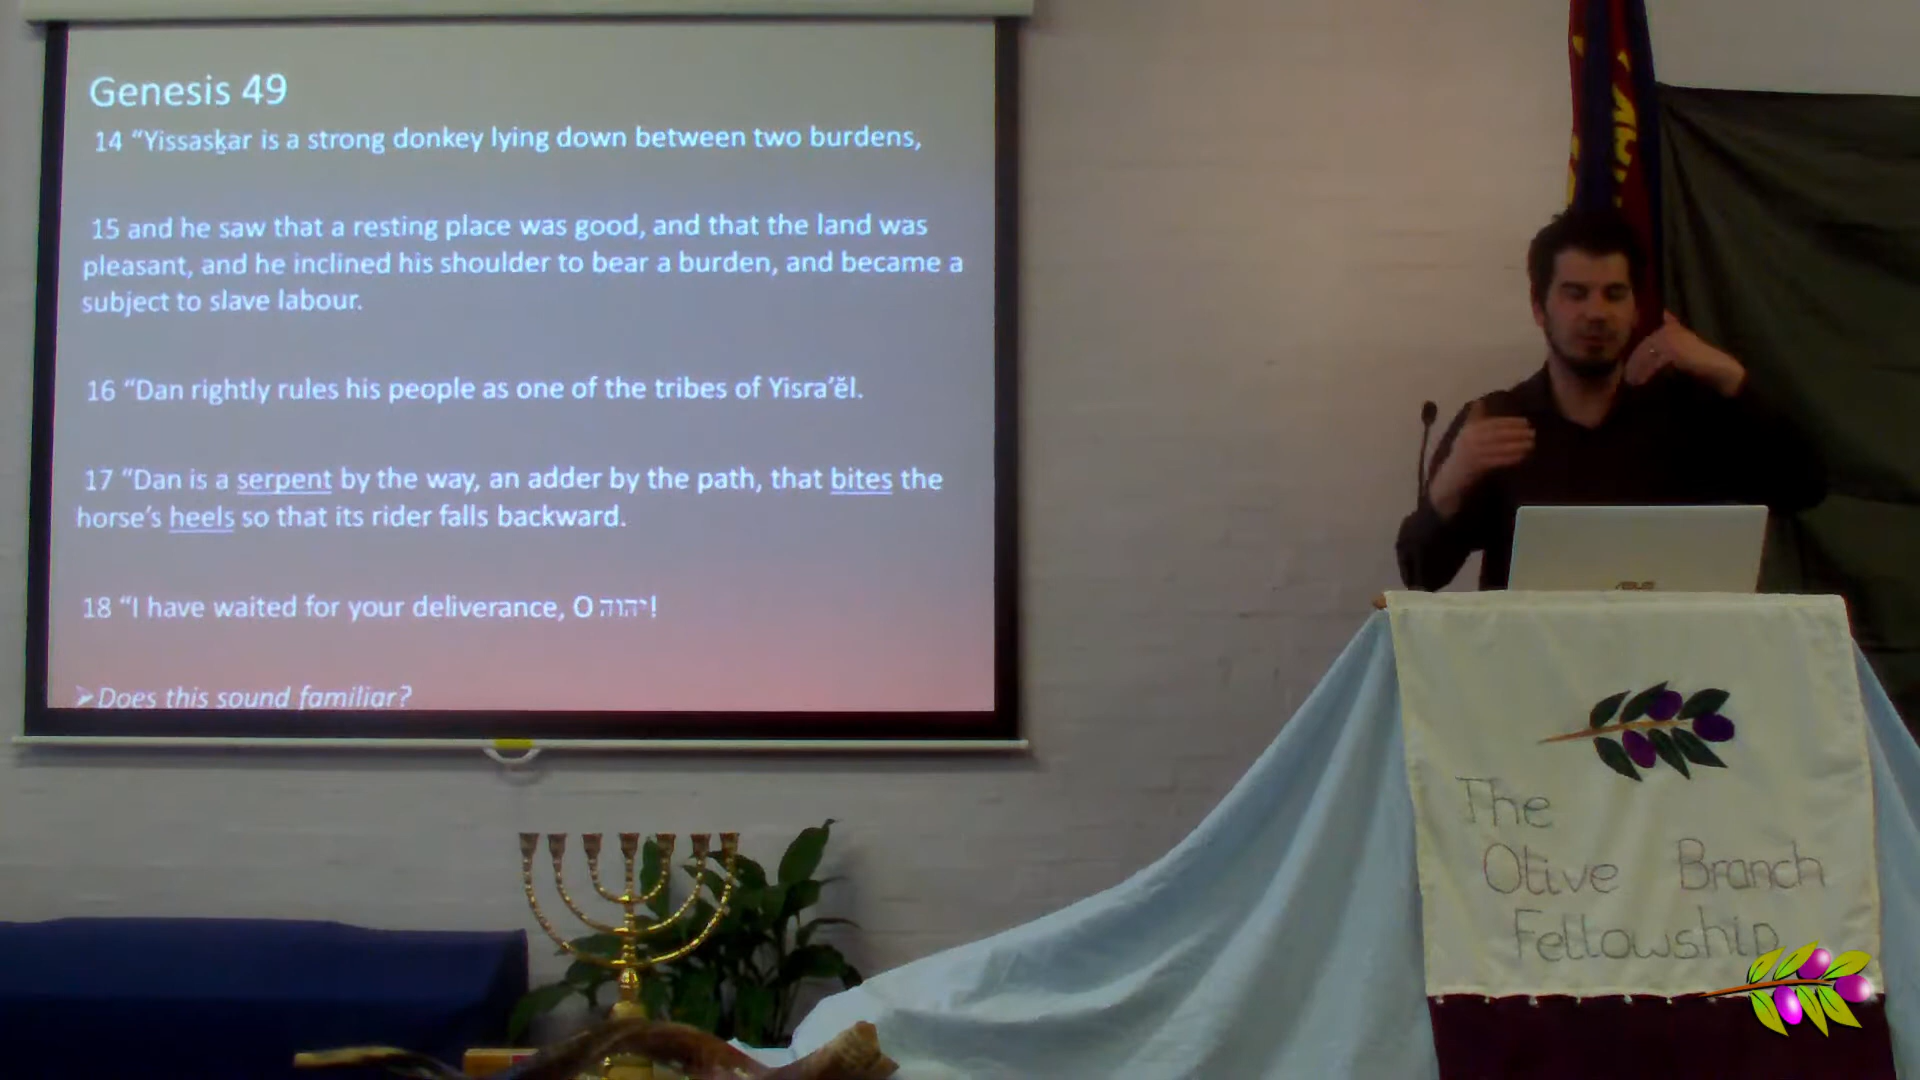 Genesis 49
14 “Yissasḵar is a strong donkey lying down between two burdens,
15 and he saw that a resting place was good, and that the land was
pleasant, and he inclined his shoulder to bear a burden, and became a
subject to slave labour.
16 “Dan rightly rules his people as one of the tribes of Yisra’ĕl.
17 “Dan is a serpent by the way, an adder by the path, that bites the
horse’s heels so that its rider falls backward.
18 “I have waited for your deliverance, O יהוה!
➢Does this sound familiar?
ASUS
The
Olive Branch
Fellowship